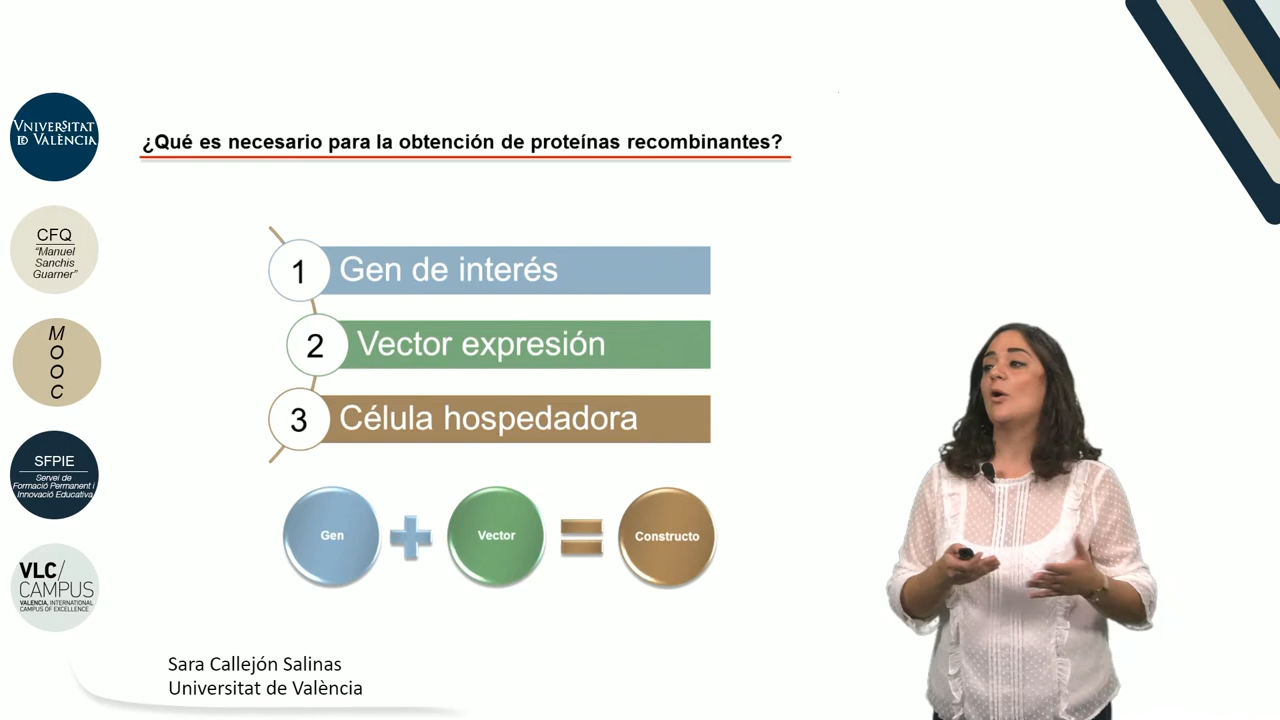 VNIVERSITAT
ID VALÈNCIA
¿Qué es necesario para la obtención de proteínas recombinantes?
CFQ
“Manuel
Sanchis
Guarner”
1 Gen de interés
2 Vector expresión
M
O
O
C
3 Célula hospedadora
SFPIE
Servei de
Formació Permanent i
Innovació Educativa
Gen
Vector
Constructo
VLC/
CAMPUS
VALENCIA, INTERNATIONAL
CAMPUS OF EXCELLENCE
Sara Callejón Salinas
Universitat de València